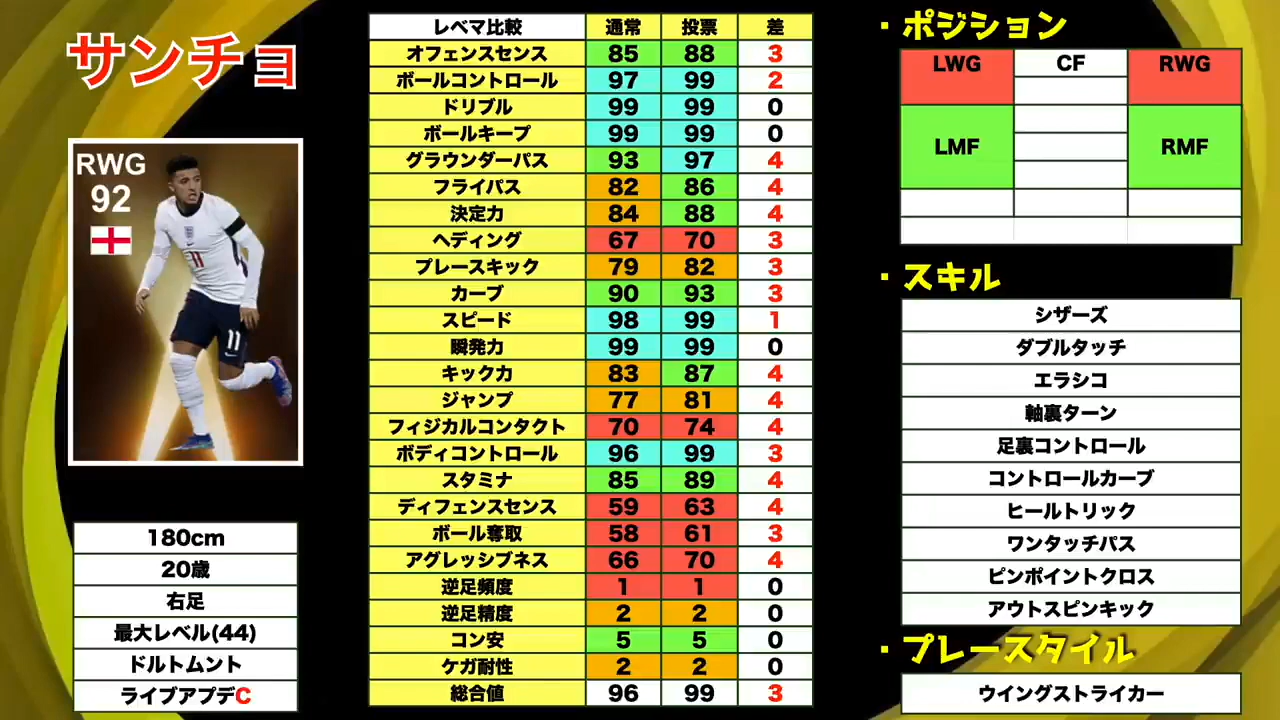 サンチョ
RWG
92
11
11
180cm
20歳
右足
最大レベル(44)
ドルトムント
ライブアプデC
レベマ比較 通常 投票 差
オフェンスセンス 85 88 3
ボールコントロール 97 99 2
ドリブル 99 99 0
ボールキープ 99 99 0
グラウンダーパス 93 97 4
フライパス 82 86 4
決定力 84 88 4
ヘディング 67 70 3
プレースキック 79 82 3
カーブ 90 93 3
スピード 98 99 1
瞬発力 99 99 0
キック力 83 87 4
ジャンプ 77 81 4
フィジカルコンタクト 70 74 4
ボディコントロール 96 99 3
スタミナ 85 89 4
ディフェンスセンス 59 63 4
ボール奪取 58 61 3
アグレッシブネス 66 70 4
逆足頻度 1 1 0
逆足精度 2 2 0
コン安 5 5 0
ケガ耐性 2 2 0
総合値 96 99 3
・ポジション
LWG CF RWG
LMF RMF
・スキル
シザーズ
ダブルタッチ
エラシコ
軸裏ターン
足裏コントロール
コントロールカーブ
ヒールトリック
ワンタッチパス
ピンポイントクロス
アウトスピンキック
・プレースタイル
ウイングストライカー